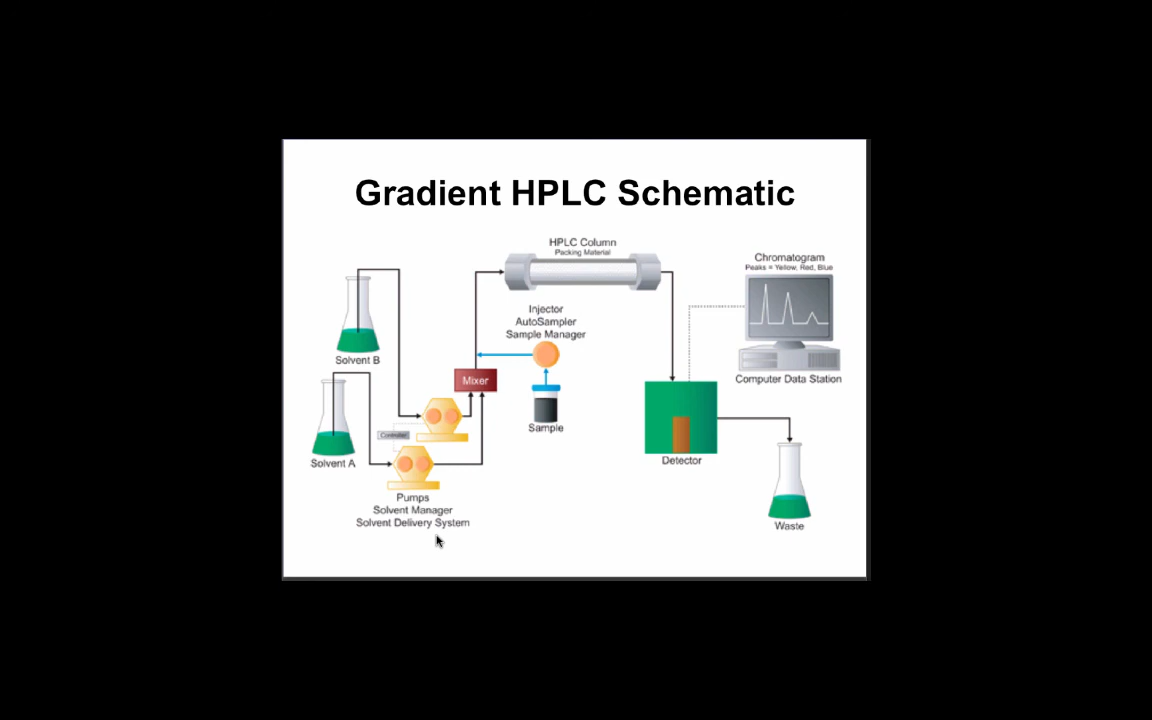 Gradient HPLC Schematic
HPLC Column
Packing Material
Chromatogram
Peaks = Yellow, Red, Blue
Injector
AutoSampler
Sample Manager
Solvent B
Mixer
Computer Data Station
Sample
Controller
Solvent A
Detector
Pumps
Solvent Manager
Solvent Delivery System
Waste